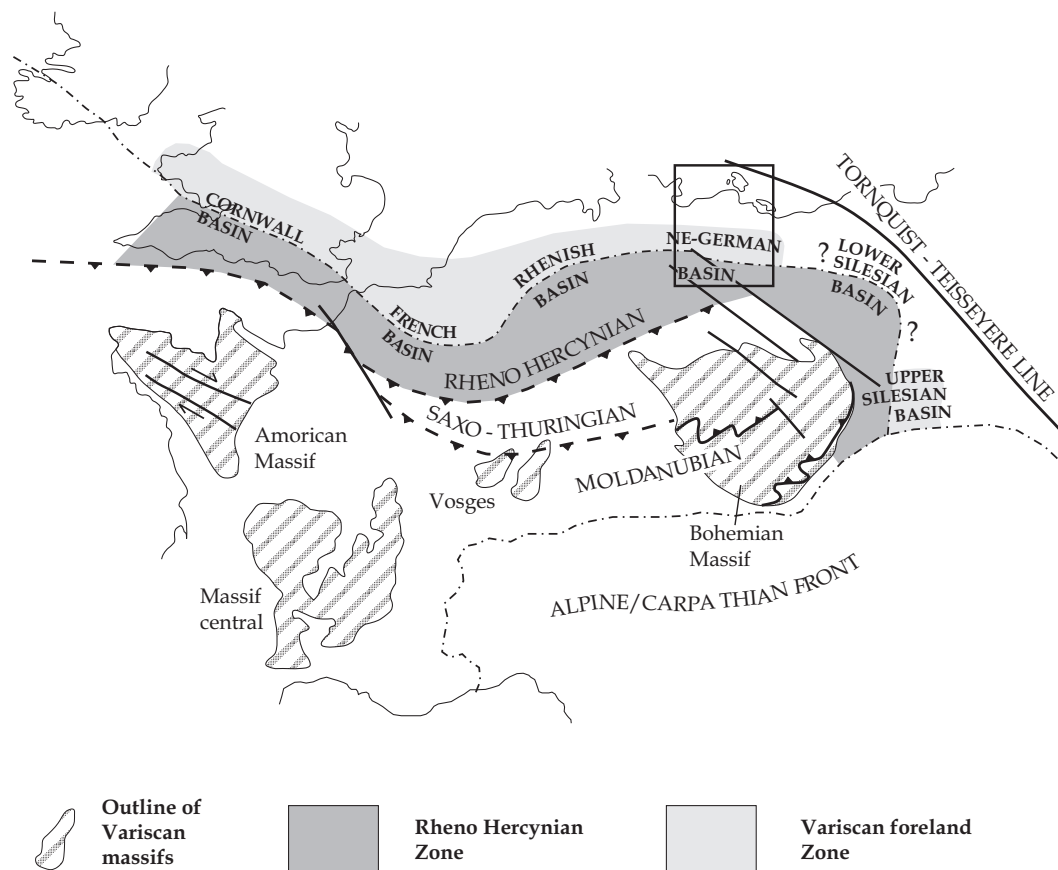 CORNWALL
BASIN
FRENCH
BASIN
RHENISH
BASIN
NE-GERMAN
BASIN
? LOWER
SILESIAN
BASIN
?
UPPER
SILESIAN
BASIN
TORNQUIST - TEISSEYERE LINE
RHENO HERCYNIAN
SAXO - THURINGIAN
MOLDANUBIAN
Amorican
Massif
Vosges
Bohemian
Massif
Massif
central
ALPINE/CARPA THIAN FRONT
Outline of
Variscan
massifs
Rheno Hercynian
Zone
Variscan foreland
Zone